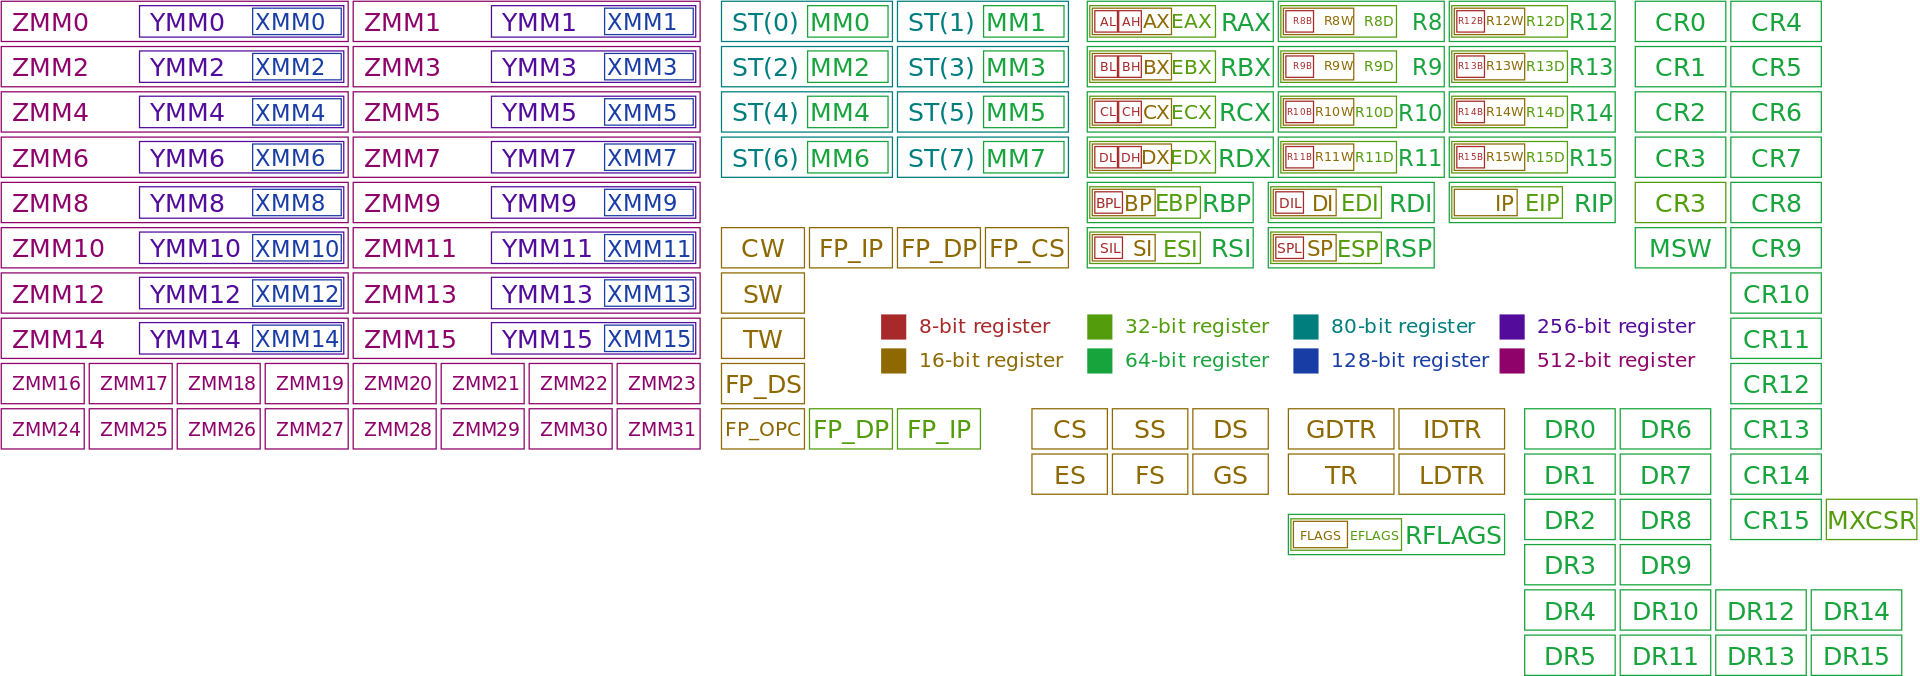 ZMM0 YMM0 XMM0 ZMM1 YMM1 XMM1 ST(0) MM0 ST(1) MM1 AL AH AX EAX RAX R8B R8W R8D R8 R12B R12W R12D R12 CR0 CR4
ZMM2 YMM2 XMM2 ZMM3 YMM3 XMM3 ST(2) MM2 ST(3) MM3 BL BH BX EBX RBX R9B R9W R9D R9 R13B R13W R13D R13 CR1 CR5
ZMM4 YMM4 XMM4 ZMM5 YMM5 XMM5 ST(4) MM4 ST(5) MM5 CL CH CX ECX RCX R10B R10W R10D R10 R14B R14W R14D R14 CR2 CR6
ZMM6 YMM6 XMM6 ZMM7 YMM7 XMM7 ST(6) MM6 ST(7) MM7 DL DH DX EDX RDX R11B R11W R11D R11 R15B R15W R15D R15 CR3 CR7
ZMM8 YMM8 XMM8 ZMM9 YMM9 XMM9 BPL BP EBP RBP DIL DI EDI RDI IP EIP RIP CR3 CR8
ZMM10 YMM10 XMM10 ZMM11 YMM11 XMM11 CW FP_IP FP_DP FP_CS SIL SI ESI RSI SPL SP ESP RSP MSW CR9
ZMM12 YMM12 XMM12 ZMM13 YMM13 XMM13 SW CR10
8-bit register 32-bit register 80-bit register 256-bit register
ZMM14 YMM14 XMM14 ZMM15 YMM15 XMM15 TW CR11
16-bit register 64-bit register 128-bit register 512-bit register
ZMM16 ZMM17 ZMM18 ZMM19 ZMM20 ZMM21 ZMM22 ZMM23 FP_DS CR12
ZMM24 ZMM25 ZMM26 ZMM27 ZMM28 ZMM29 ZMM30 ZMM31 FP_OPC FP_DP FP_IP CS SS DS GDTR IDTR DR0 DR6 CR13
ES FS GS TR LDTR DR1 DR7 CR14
DR2 DR8 CR15 MXCSR
FLAGS EFLAGS RFLAGS
DR3 DR9
DR4 DR10 DR12 DR14
DR5 DR11 DR13 DR15